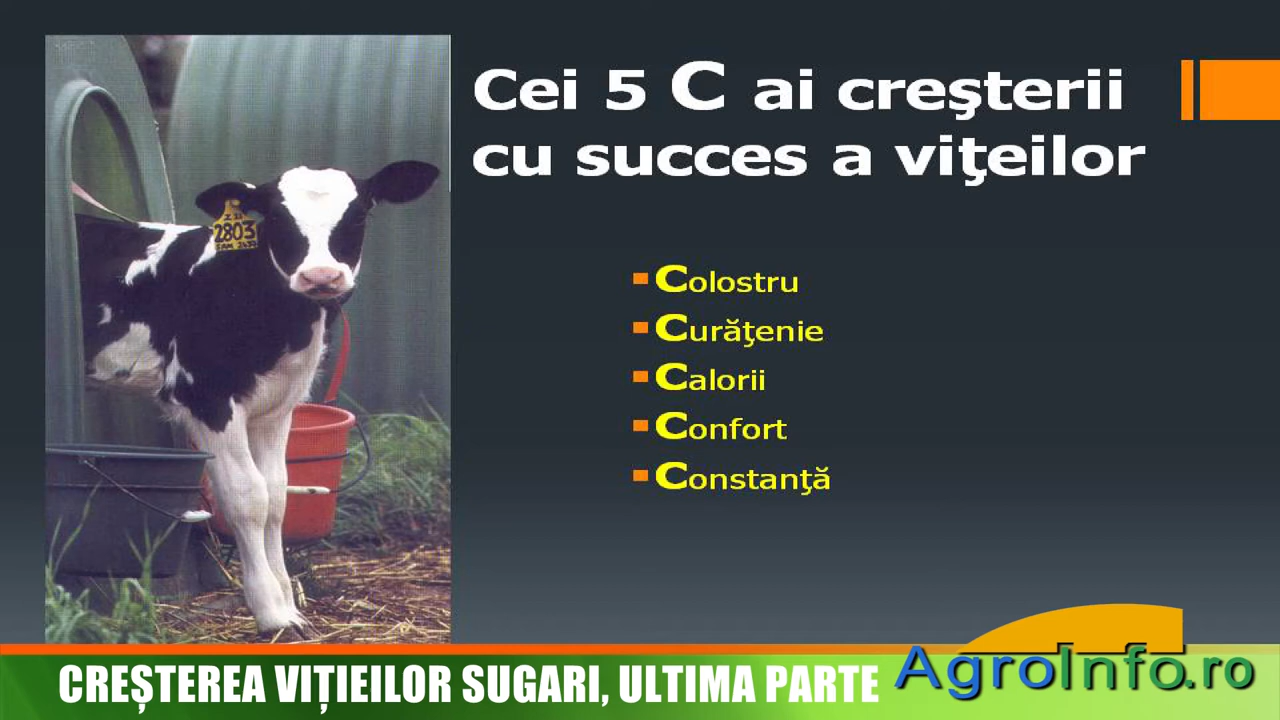 Cei 5 C ai creşterii
cu succes a viţeilor
Colostru
Curăţenie
Calorii
Confort
Constanţă
2803
CREȘTEREA VIȚIEILOR SUGARI, ULTIMA PARTE
AgroInfo.ro